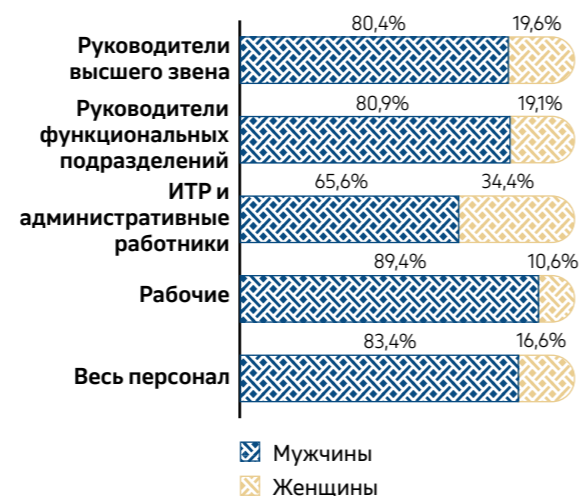 80,4% 19,6%
Руководители
высшего звена
80,9% 19,1%
Руководители
функциональных
подразделений
65,6% 34,4%
ИТР и
административные
работники
89,4% 10,6%
Рабочие
83,4% 16,6%
Весь персонал
Мужчины
Женщины